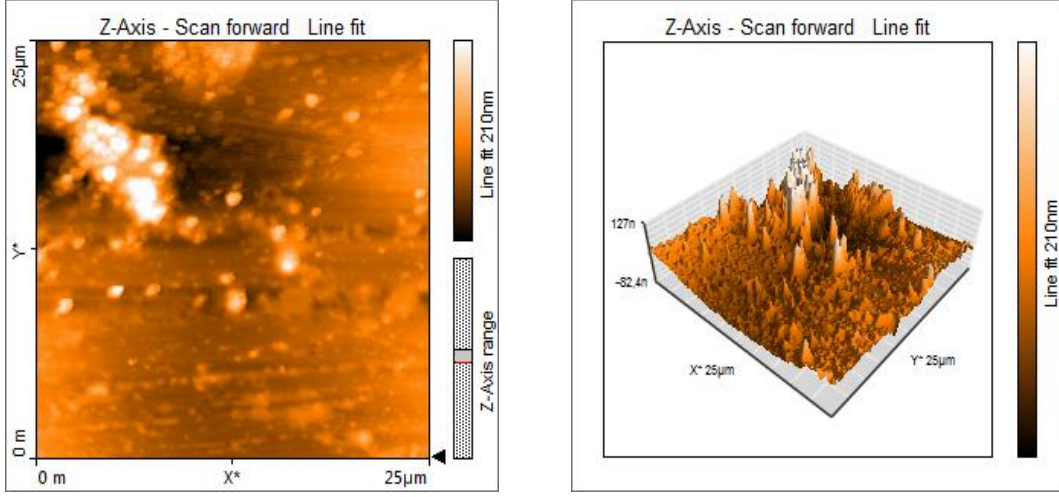 Z-Axis - Scan forward Line fit
25µm
Y*
0 m
0 m
X*
25µm
Line fit 210nm
Z-Axis range
Z-Axis - Scan forward Line fit
127n
-82,4n
X* 25µm
Y* 25µm
Line fit 210nm